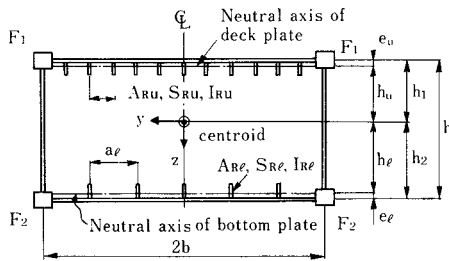 ℄
Neutral axis of
deck plate
F1
F1
eu
ARu, SRu, IRu
hu
h1
h
y
centroid
z
aℓ
ARℓ, SRℓ, IRℓ
hℓ
h2
F2
F2
Neutral axis of bottom plate
eℓ
2b